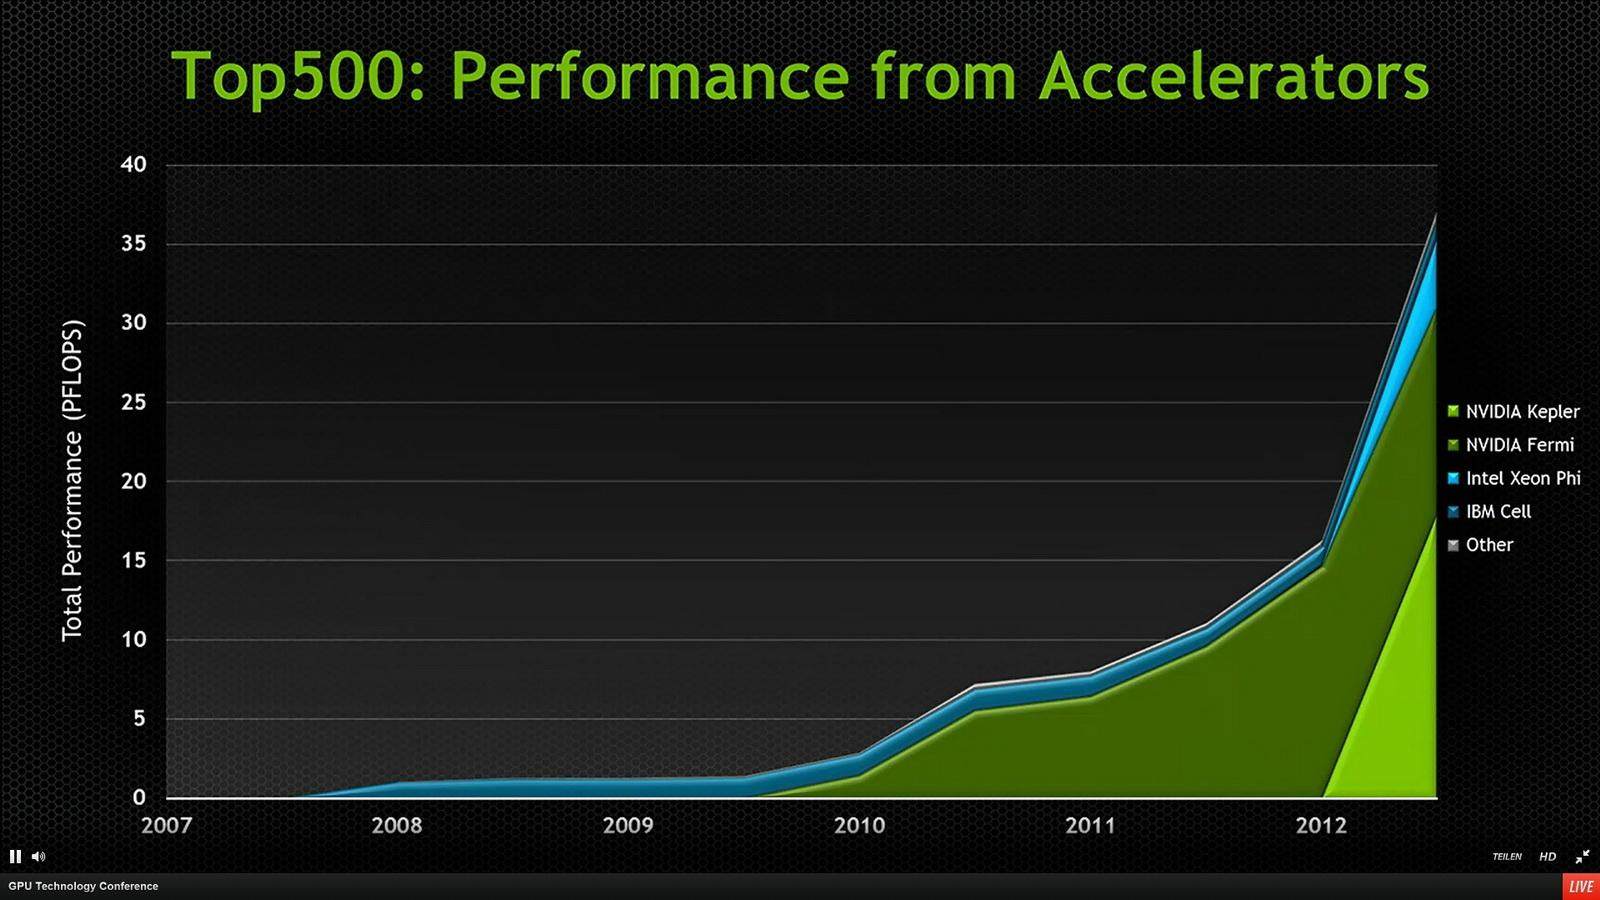 Top500: Performance from Accelerators
Total Performance (PFLOPS)
40
35
30
25
20
15
10
5
0
2007 2008 2009 2010 2011 2012
NVIDIA Kepler
NVIDIA Fermi
Intel Xeon Phi
IBM Cell
Other
TEILEN HD
GPU Technology Conference LIVE